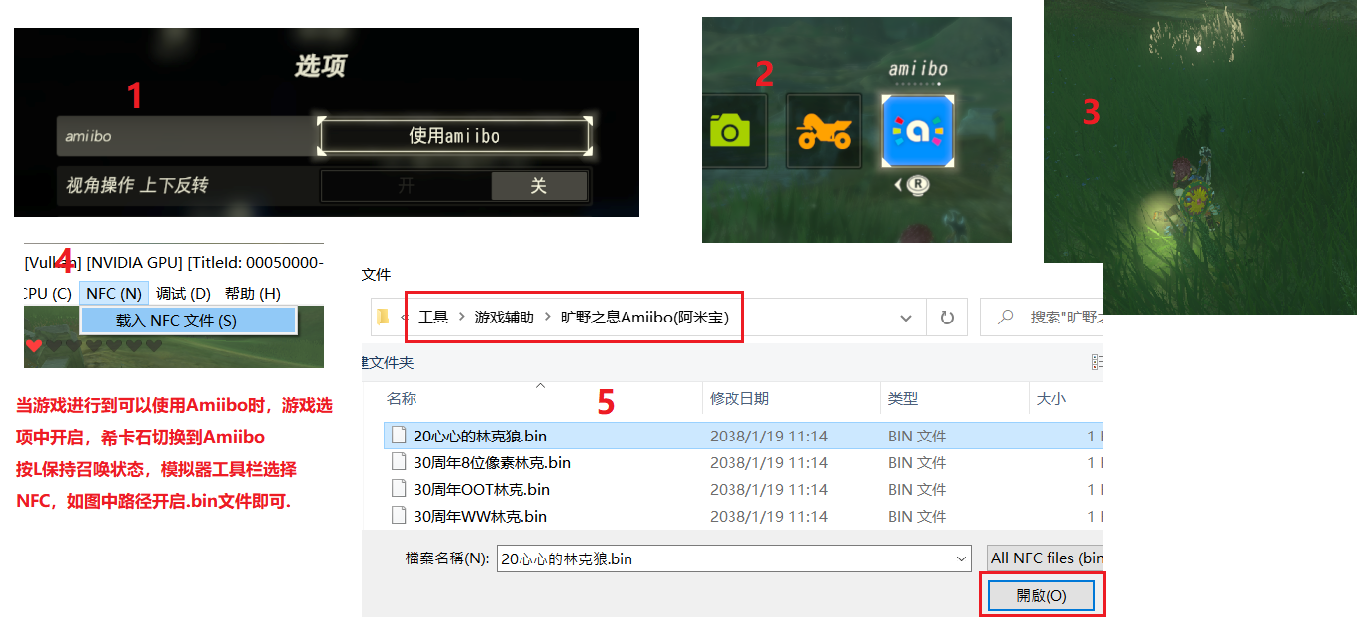 选项
1
amiibo
使用amiibo
视角操作 上下反转
开
关
2
amiibo
a
R
3
4
[Vulkan] [NVIDIA GPU] [TitleId: 00050000-
CPU (C) NFC (N) 调试 (D) 帮助 (H)
载入 NFC 文件 (S)
当游戏进行到可以使用Amiibo时，游戏选
项中开启，希卡石切换到Amiibo
按L保持召唤状态，模拟器工具栏选择
NFC，如图中路径开启.bin文件即可.
文件
« 工具 › 游戏辅助 › 旷野之息Amiibo(阿米宝)
搜索"旷野之
建文件夹
5
名称 修改日期 类型 大小
20心心的林克狼.bin 2038/1/19 11:14 BIN 文件 1
30周年8位像素林克.bin 2038/1/19 11:14 BIN 文件 1
30周年OOT林克.bin 2038/1/19 11:14 BIN 文件 1
30周年WW林克.bin 2038/1/19 11:14 BIN 文件 1
檔案名稱(N): 20心心的林克狼.bin All NFC files (bin
開啟(O)